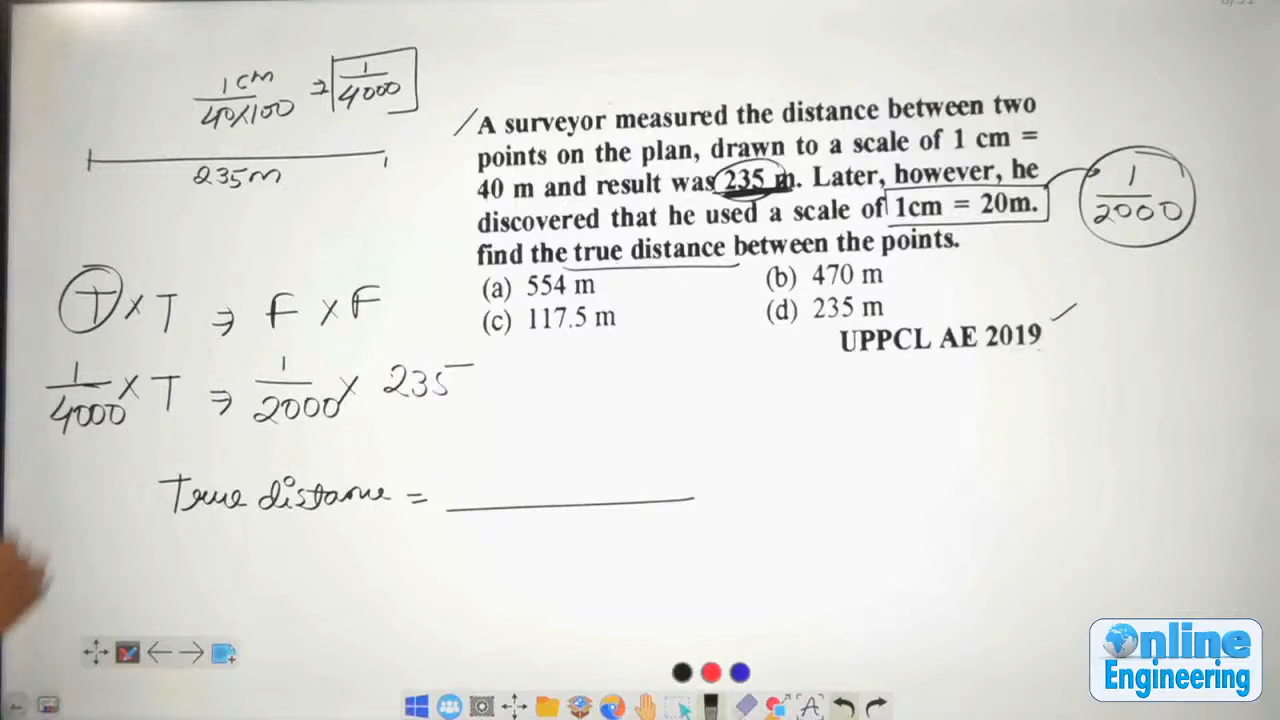 1cm
40x100 ⇒ 1
4000
235m
A surveyor measured the distance between two
points on the plan, drawn to a scale of 1 cm =
40 m and result was 235 m. Later, however, he
discovered that he used a scale of 1cm = 20m.
find the true distance between the points.
(a) 554 m (b) 470 m
(c) 117.5 m (d) 235 m
UPPCL AE 2019
1
2000
T × T ⇒ F × F
1/4000 × T ⇒ 1/2000 × 235
True distance =
A
Online
Engineering